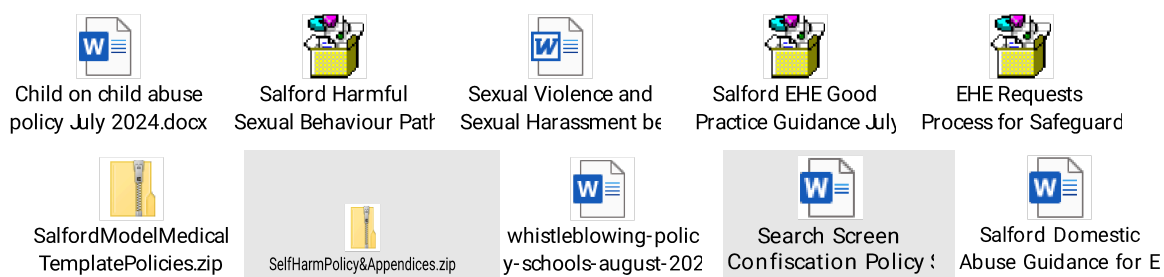 Child on child abuse
policy July 2024.docx
Salford Harmful
Sexual Behaviour Path
Sexual Violence and
Sexual Harassment be
Salford EHE Good
Practice Guidance July
EHE Requests
Process for Safeguard
SalfordModelMedical
TemplatePolicies.zip
SelfHarmPolicy&Appendices.zip
whistleblowing-polic
y-schools-august-202
Search Screen
Confiscation Policy S
Salford Domestic
Abuse Guidance for E